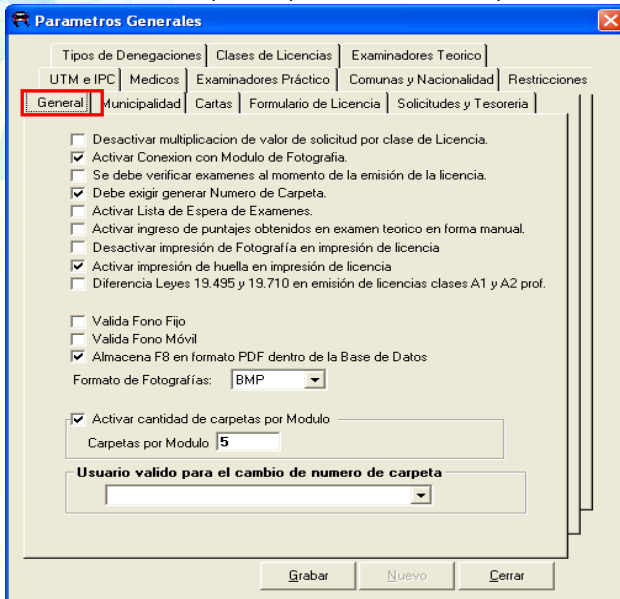 Parametros Generales
Tipos de Denegaciones Clases de Licencias Examinadores Teorico
UTM e IPC Medicos Examinadores Práctico Comunas y Nacionalidad Restricciones
General Municipalidad Cartas Formulario de Licencia Solicitudes y Tesoreria
Desactivar multiplicacion de valor de solicitud por clase de Licencia.
Activar Conexion con Modulo de Fotografia.
Se debe verificar examenes al momento de la emisión de la licencia.
Debe exigir generar Numero de Carpeta.
Activar Lista de Espera de Examenes.
Activar ingreso de puntajes obtenidos en examen teorico en forma manual.
Desactivar impresión de Fotografía en impresión de licencia
Activar impresión de huella en impresión de licencia
Diferencia Leyes 19.495 y 19.710 en emisión de licencias clases A1 y A2 prof.
Valida Fono Fijo
Valida Fono Móvil
Almacena F8 en formato PDF dentro de la Base de Datos
Formato de Fotografías: BMP
Activar cantidad de carpetas por Modulo
Carpetas por Modulo 5
Usuario valido para el cambio de numero de carpeta
Grabar Nuevo Cerrar